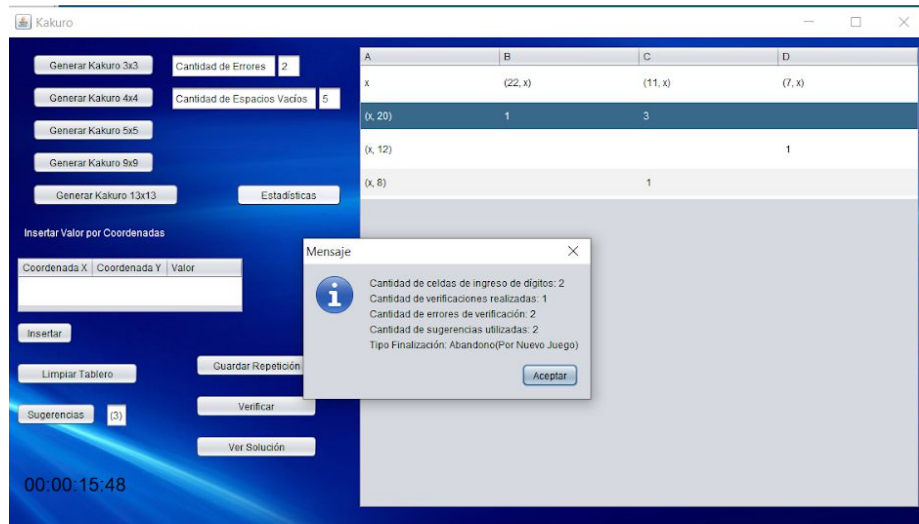 Kakuro
Generar Kakuro 3x3
Cantidad de Errores 2
Generar Kakuro 4x4
Cantidad de Espacios Vacíos 5
Generar Kakuro 5x5
Generar Kakuro 9x9
Generar Kakuro 13x13
Estadísticas
Insertar Valor por Coordenadas
Coordenada X Coordenada Y Valor
Insertar
Limpiar Tablero
Guardar Repetición
Sugerencias (3)
Verificar
Ver Solución
00:00:15:48
A B C D
x (22, x) (11, x) (7, x)
(x, 20) 1 3
(x, 12) 1
(x, 8) 1
Mensaje
Cantidad de celdas de ingreso de dígitos: 2
Cantidad de verificaciones realizadas: 1
Cantidad de errores de verificación: 2
Cantidad de sugerencias utilizadas: 2
Tipo Finalización: Abandono(Por Nuevo Juego)
Aceptar